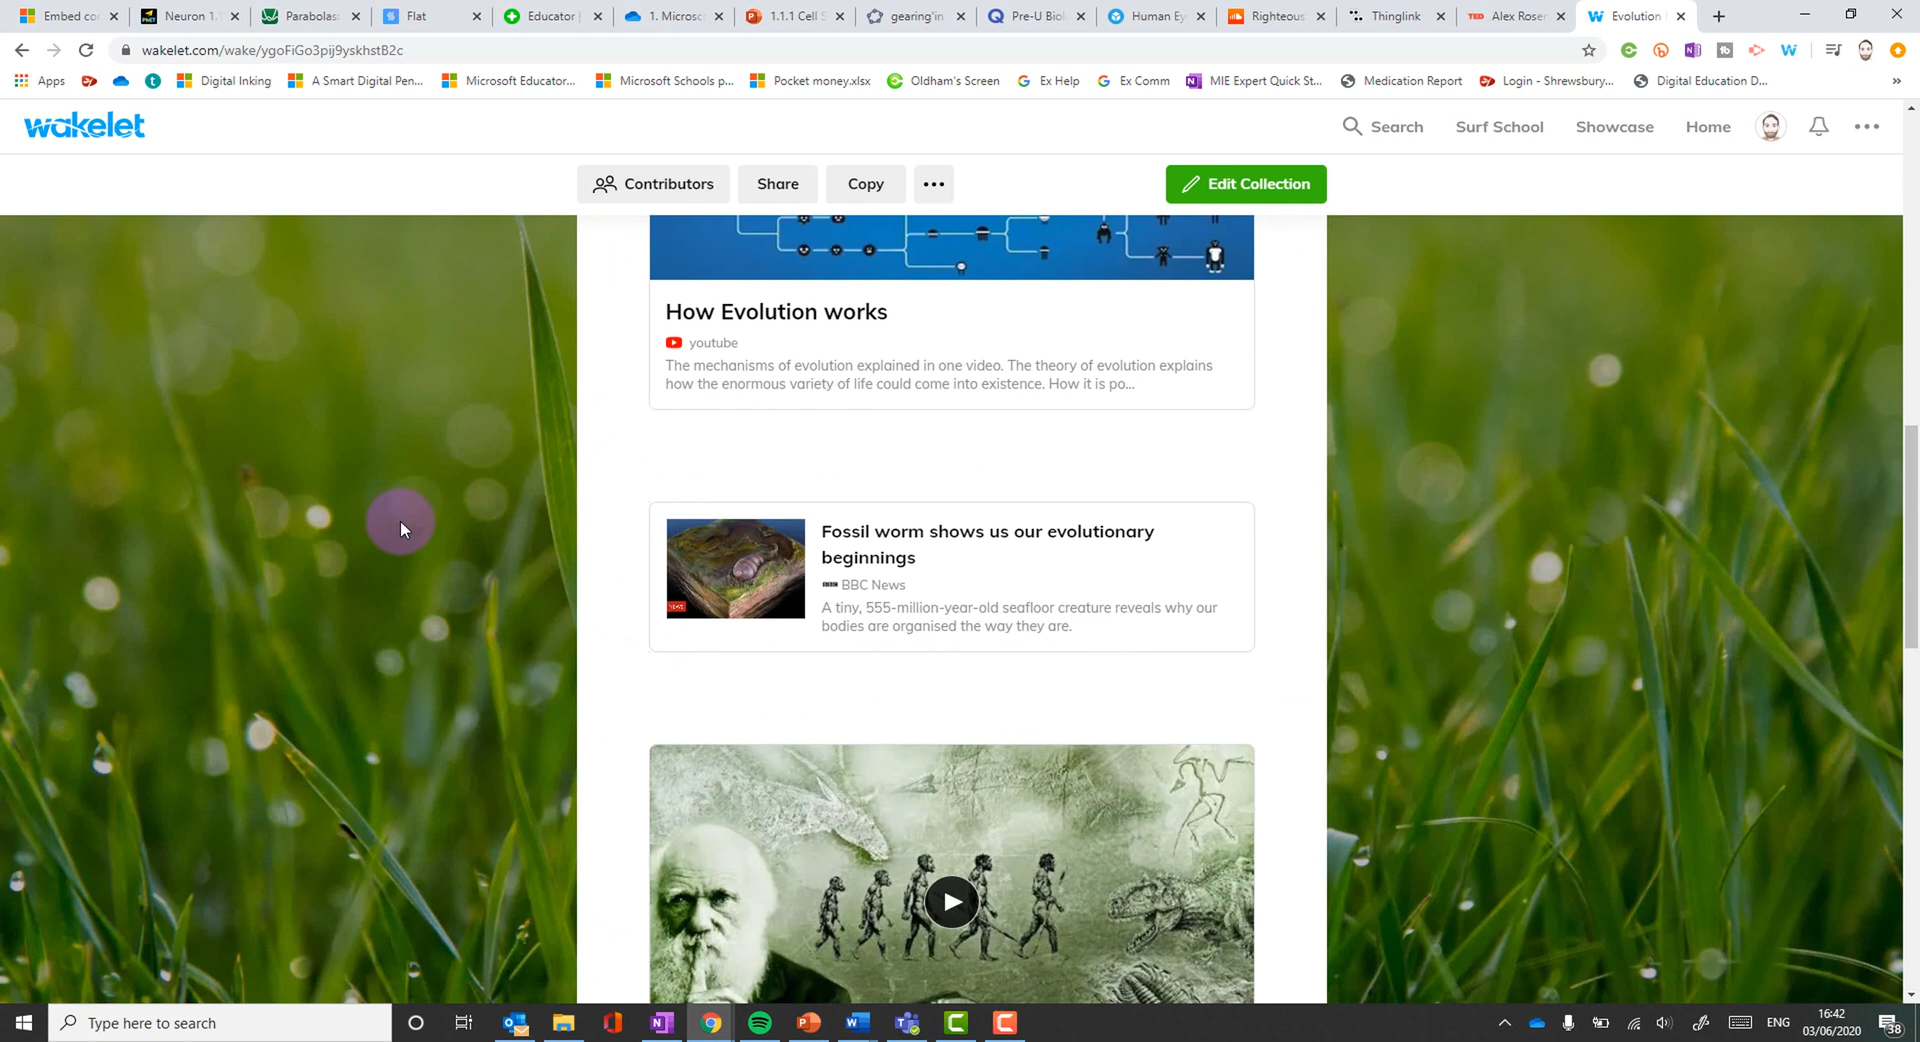 Embed co
Neuron 1.
Parabolas:
Flat
Educator |
1. Microsc
1.1.1 Cell S
gearing'in
Pre-U Bio
Human Ey
Righteous
Thinglink
Alex Roser
Evolution
wakelet.com/wake/ygoFiGo3pij9yskhstB2c
Apps
Digital Inking
A Smart Digital Pen...
Microsoft Educator...
Microsoft Schools p...
Pocket money.xlsx
Oldham's Screen
Ex Help
Ex Comm
MIE Expert Quick St...
Medication Report
Login - Shrewsbury...
Digital Education D...
wakelet
Search
Surf School
Showcase
Home
Contributors
Share
Copy
Edit Collection
How Evolution works
youtube
The mechanisms of evolution explained in one video. The theory of evolution explains
how the enormous variety of life could come into existence. How it is po...
Fossil worm shows us our evolutionary
beginnings
BBC News
A tiny, 555-million-year-old seafloor creature reveals why our
bodies are organised the way they are.
Type here to search
ENG
16:42
03/06/2020
38